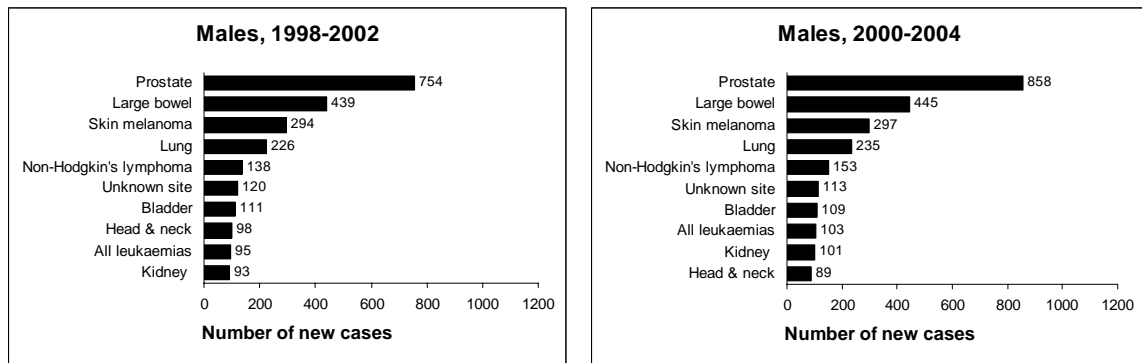 Males, 1998-2002
Prostate 754
Large bowel 439
Skin melanoma 294
Lung 226
Non-Hodgkin's lymphoma 138
Unknown site 120
Bladder 111
Head & neck 98
All leukaemias 95
Kidney 93
0 200 400 600 800 1000 1200
Number of new cases
Males, 2000-2004
Prostate 858
Large bowel 445
Skin melanoma 297
Lung 235
Non-Hodgkin's lymphoma 153
Unknown site 113
Bladder 109
All leukaemias 103
Kidney 101
Head & neck 89
0 200 400 600 800 1000 1200
Number of new cases